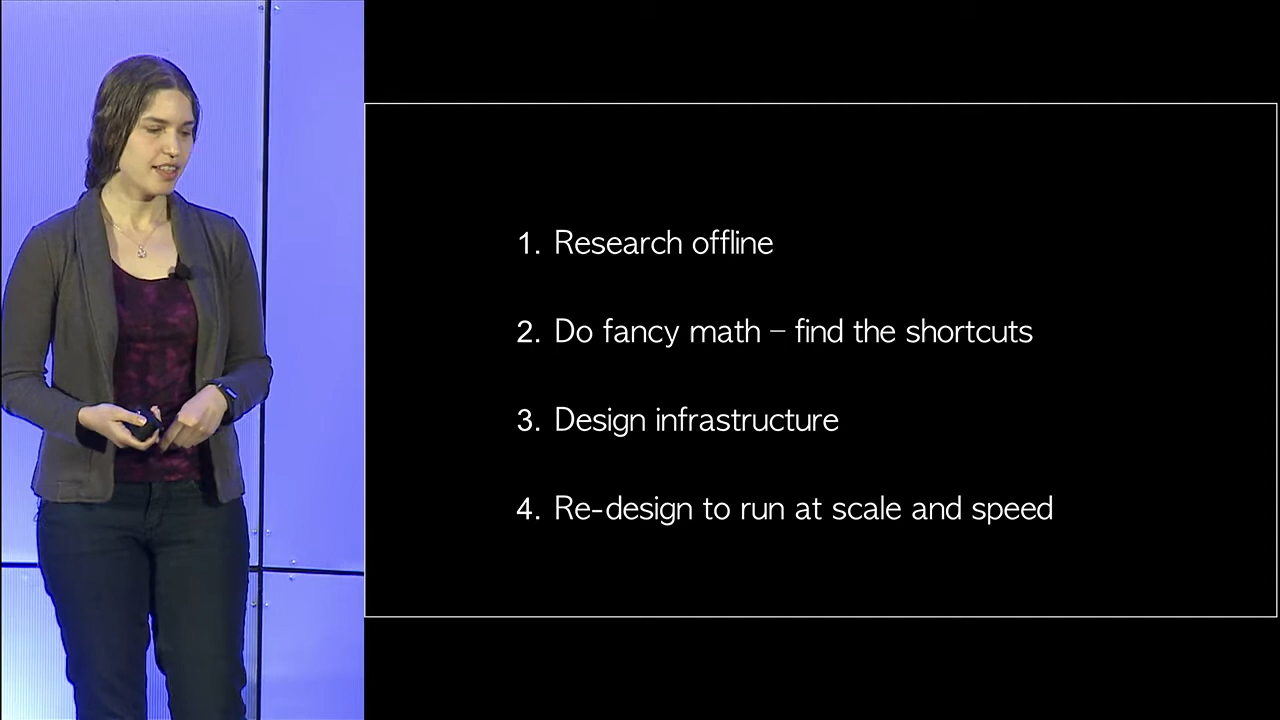 1. Research offline
2. Do fancy math – find the shortcuts
3. Design infrastructure
4. Re-design to run at scale and speed